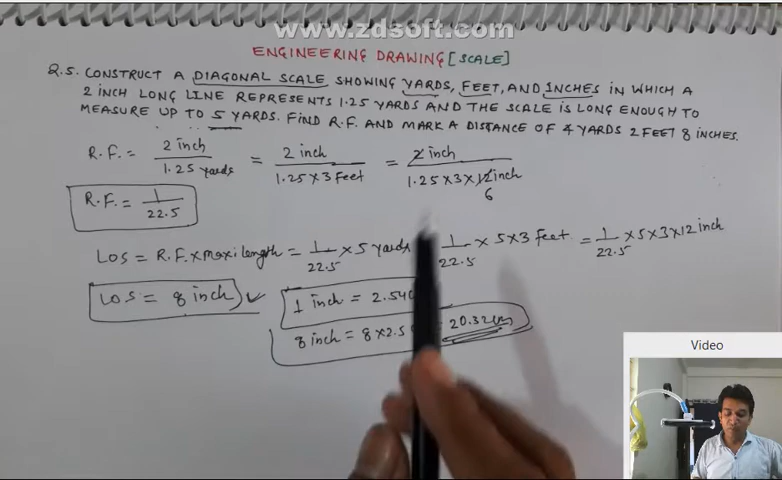 www.zdsoft.com
ENGINEERING DRAWING [SCALE]
Q.5. CONSTRUCT A DIAGONAL SCALE SHOWING YARDS, FEET, AND INCHES IN WHICH A
2 INCH LONG LINE REPRESENTS 1.25 YARDS AND THE SCALE IS LONG ENOUGH TO
MEASURE UP TO 5 YARDS. FIND R.F. AND MARK A DISTANCE OF 4 YARDS 2 FEET 8 INCHES.
R.F. = 2 inch / 1.25 yards = 2 inch / 1.25 × 3 Feet = 2 inch / 1.25 × 3 × 12 inch
6
R.F. = 1 / 22.5
LOS = R.F. × maxi length = 1 / 22.5 × 5 yards 1 / 22.5 × 5 × 3 Feet = 1 / 22.5 × 5 × 3 × 12 inch
LOS = 8 inch
1 inch = 2.54
8 inch = 8 × 2.5 = 20.32 cm
Video